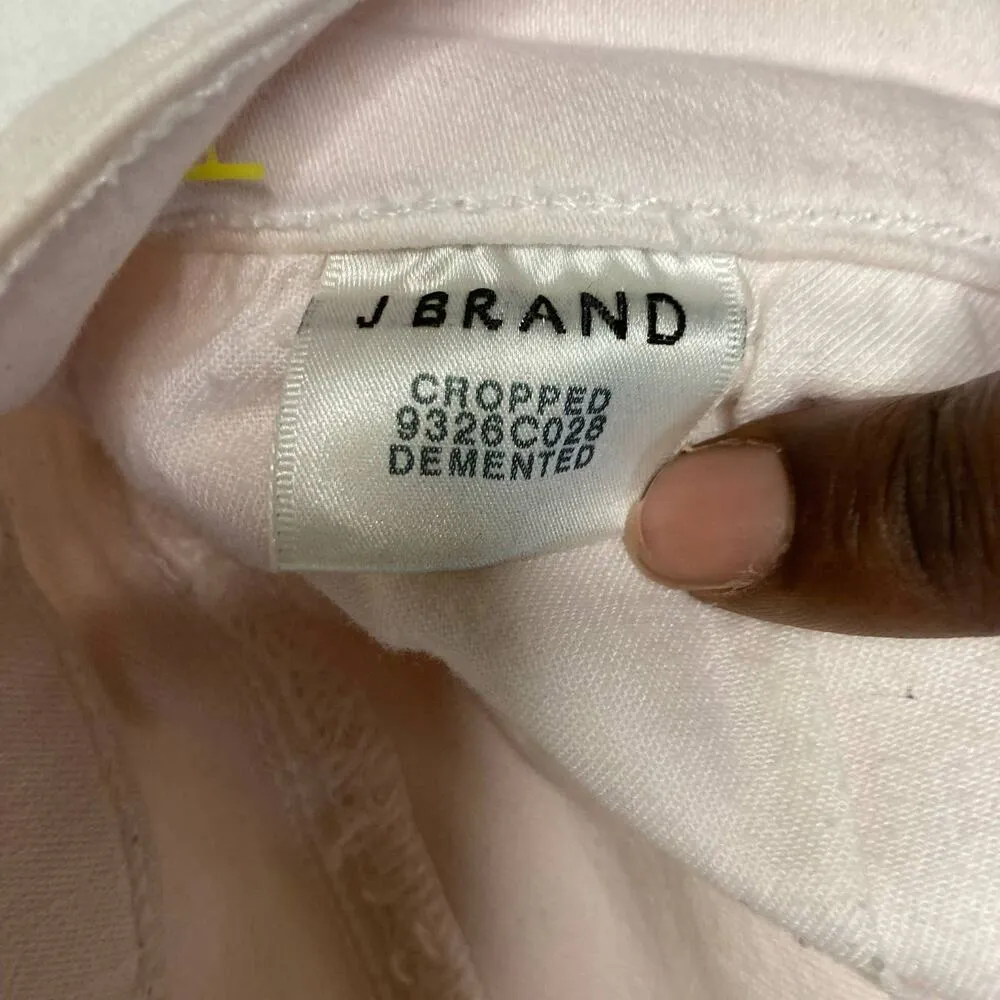 J BRAND
CROPPED
9326C028
DEMENTED